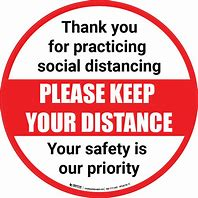 Thank you
for practicing
social distancing
PLEASE KEEP
YOUR DISTANCE
Your safety is
our priority